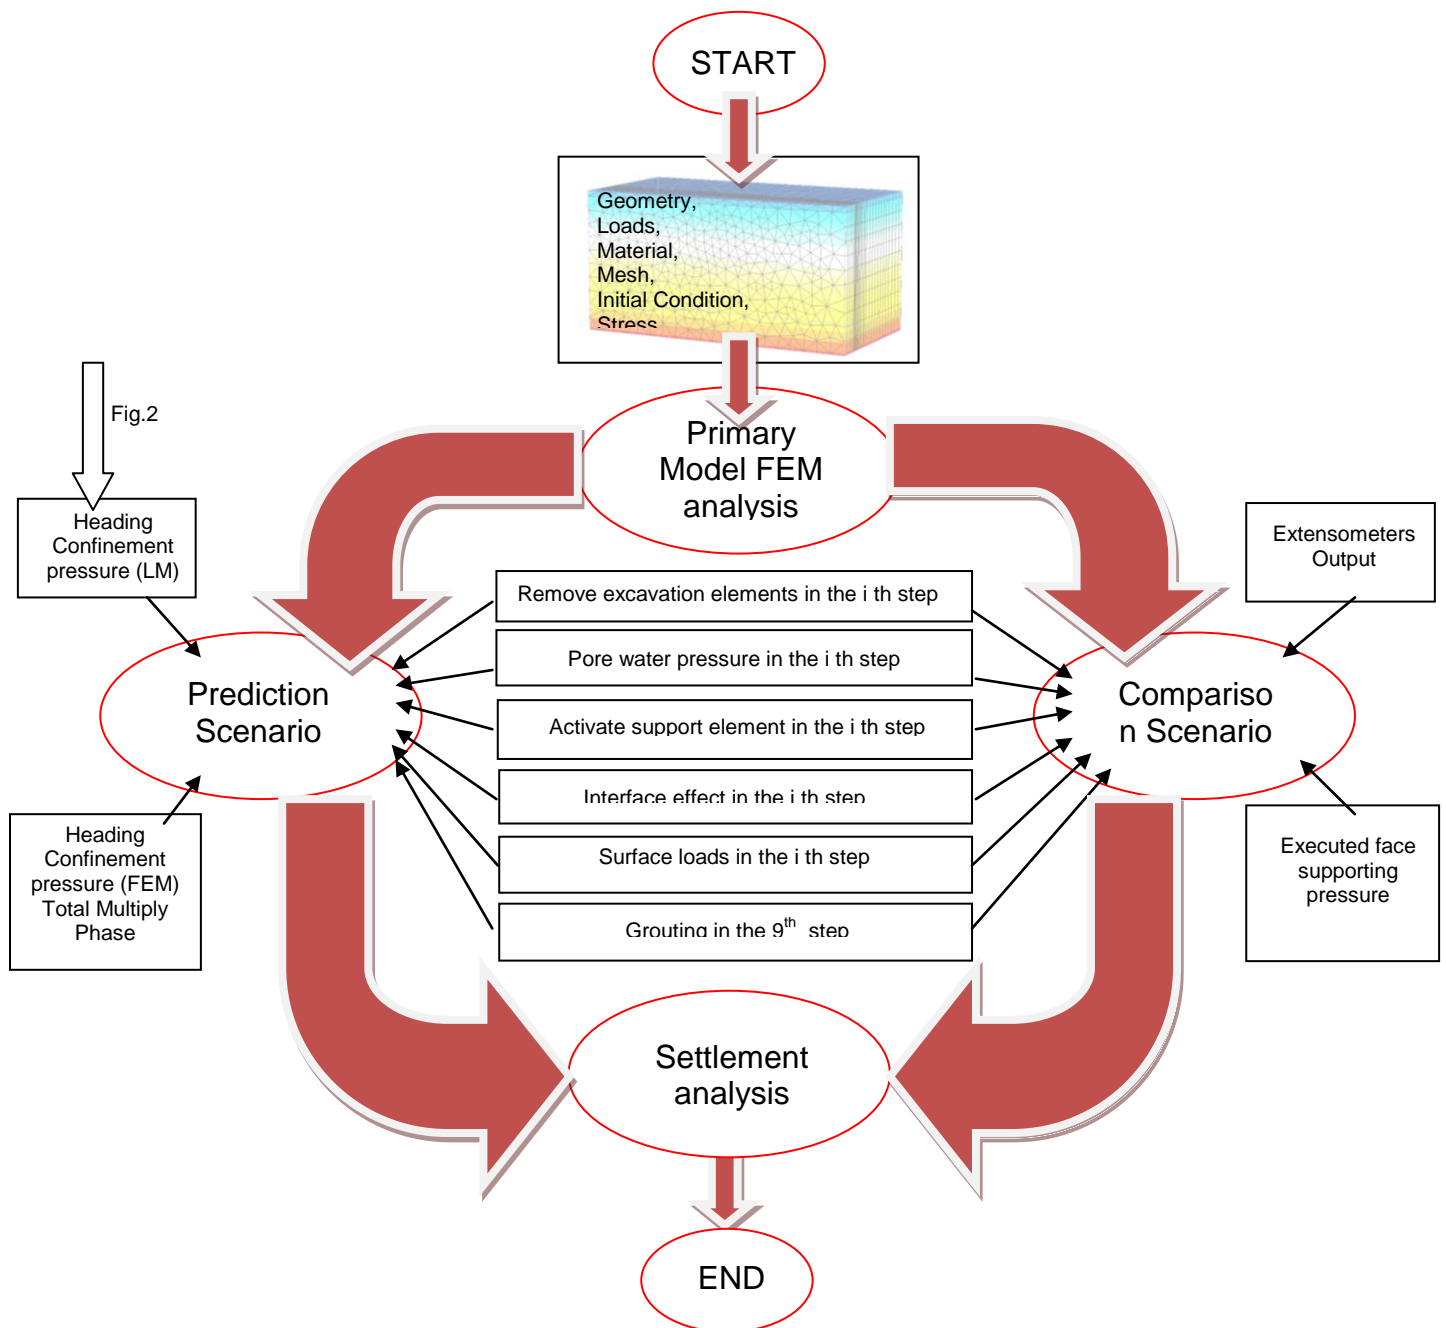 START
Geometry,
Loads,
Material,
Mesh,
Initial Condition,
Stress
Fig.2
Primary
Model FEM
analysis
Heading
Confinement
pressure (LM)
Extensometers
Output
Remove excavation elements in the i th step
Pore water pressure in the i th step
Activate support element in the i th step
Interface effect in the i th step
Surface loads in the i th step
Grouting in the 9th step
Prediction
Scenario
Compariso
n Scenario
Heading
Confinement
pressure (FEM)
Total Multiply
Phase
Executed face
supporting
pressure
Settlement
analysis
END